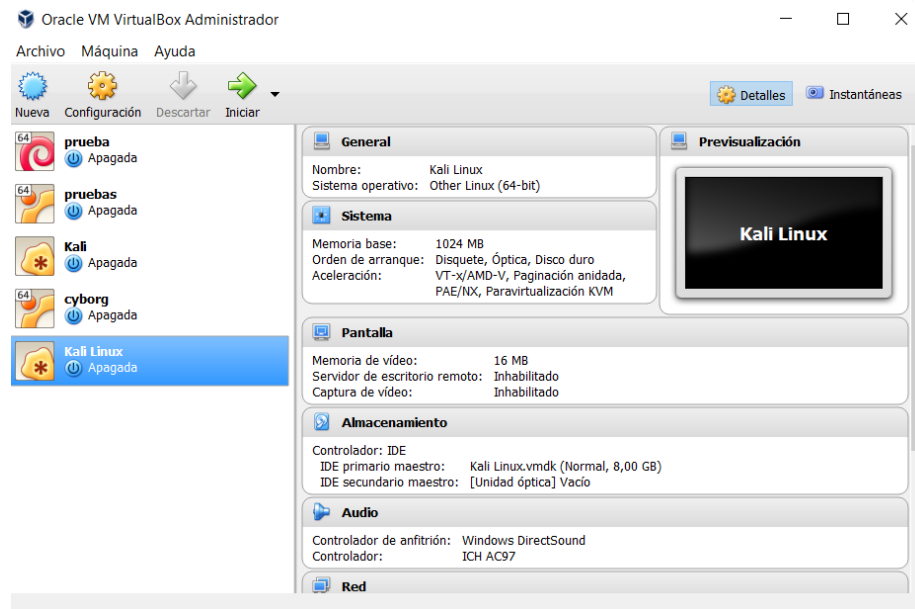 Oracle VM VirtualBox Administrador
Archivo Máquina Ayuda
Nueva Configuración Descartar Iniciar
Detalles Instantáneas
64 prueba
Apagada
64 pruebas
Apagada
Kali
Apagada
64 cyborg
Apagada
Kali Linux
Apagada
General
Nombre: Kali Linux
Sistema operativo: Other Linux (64-bit)
Sistema
Memoria base: 1024 MB
Orden de arranque: Disquete, Óptica, Disco duro
Aceleración: VT-x/AMD-V, Paginación anidada,
PAE/NX, Paravirtualización KVM
Previsualización
Kali Linux
Pantalla
Memoria de vídeo: 16 MB
Servidor de escritorio remoto: Inhabilitado
Captura de vídeo: Inhabilitado
Almacenamiento
Controlador: IDE
IDE primario maestro: Kali Linux.vmdk (Normal, 8,00 GB)
IDE secundario maestro: [Unidad óptica] Vacío
Audio
Controlador de anfitrión: Windows DirectSound
Controlador: ICH AC97
Red